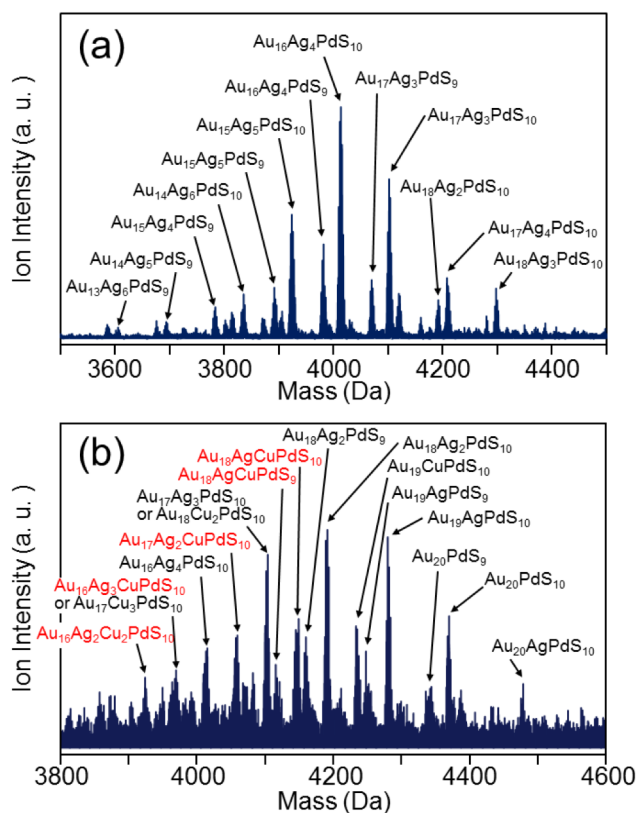 (a)
Ion Intensity (a. u.)
Au₁₆Ag₄PdS₁₀
Au₁₆Ag₄PdS₉
Au₁₇Ag₃PdS₉
Au₁₅Ag₅PdS₁₀
Au₁₇Ag₃PdS₁₀
Au₁₅Ag₅PdS₉
Au₁₄Ag₆PdS₁₀
Au₁₈Ag₂PdS₁₀
Au₁₅Ag₄PdS₉
Au₁₇Ag₄PdS₁₀
Au₁₄Ag₅PdS₉
Au₁₈Ag₃PdS₁₀
Au₁₃Ag₆PdS₉
3600 3800 4000 4200 4400
Mass (Da)
(b)
Ion Intensity (a. u.)
Au₁₈Ag₂PdS₉
Au₁₈AgCuPdS₁₀
Au₁₈Ag₂PdS₁₀
Au₁₈AgCuPdS₉
Au₁₉CuPdS₁₀
Au₁₇Ag₃PdS₁₀
or Au₁₈Cu₂PdS₁₀
Au₁₉AgPdS₉
Au₁₉AgPdS₁₀
Au₁₇Ag₂CuPdS₁₀
Au₁₆Ag₄PdS₁₀
Au₂₀PdS₉
Au₁₆Ag₃CuPdS₁₀
or Au₁₇Cu₃PdS₁₀
Au₂₀PdS₁₀
Au₁₆Ag₂Cu₂PdS₁₀
Au₂₀AgPdS₁₀
3800 4000 4200 4400 4600
Mass (Da)